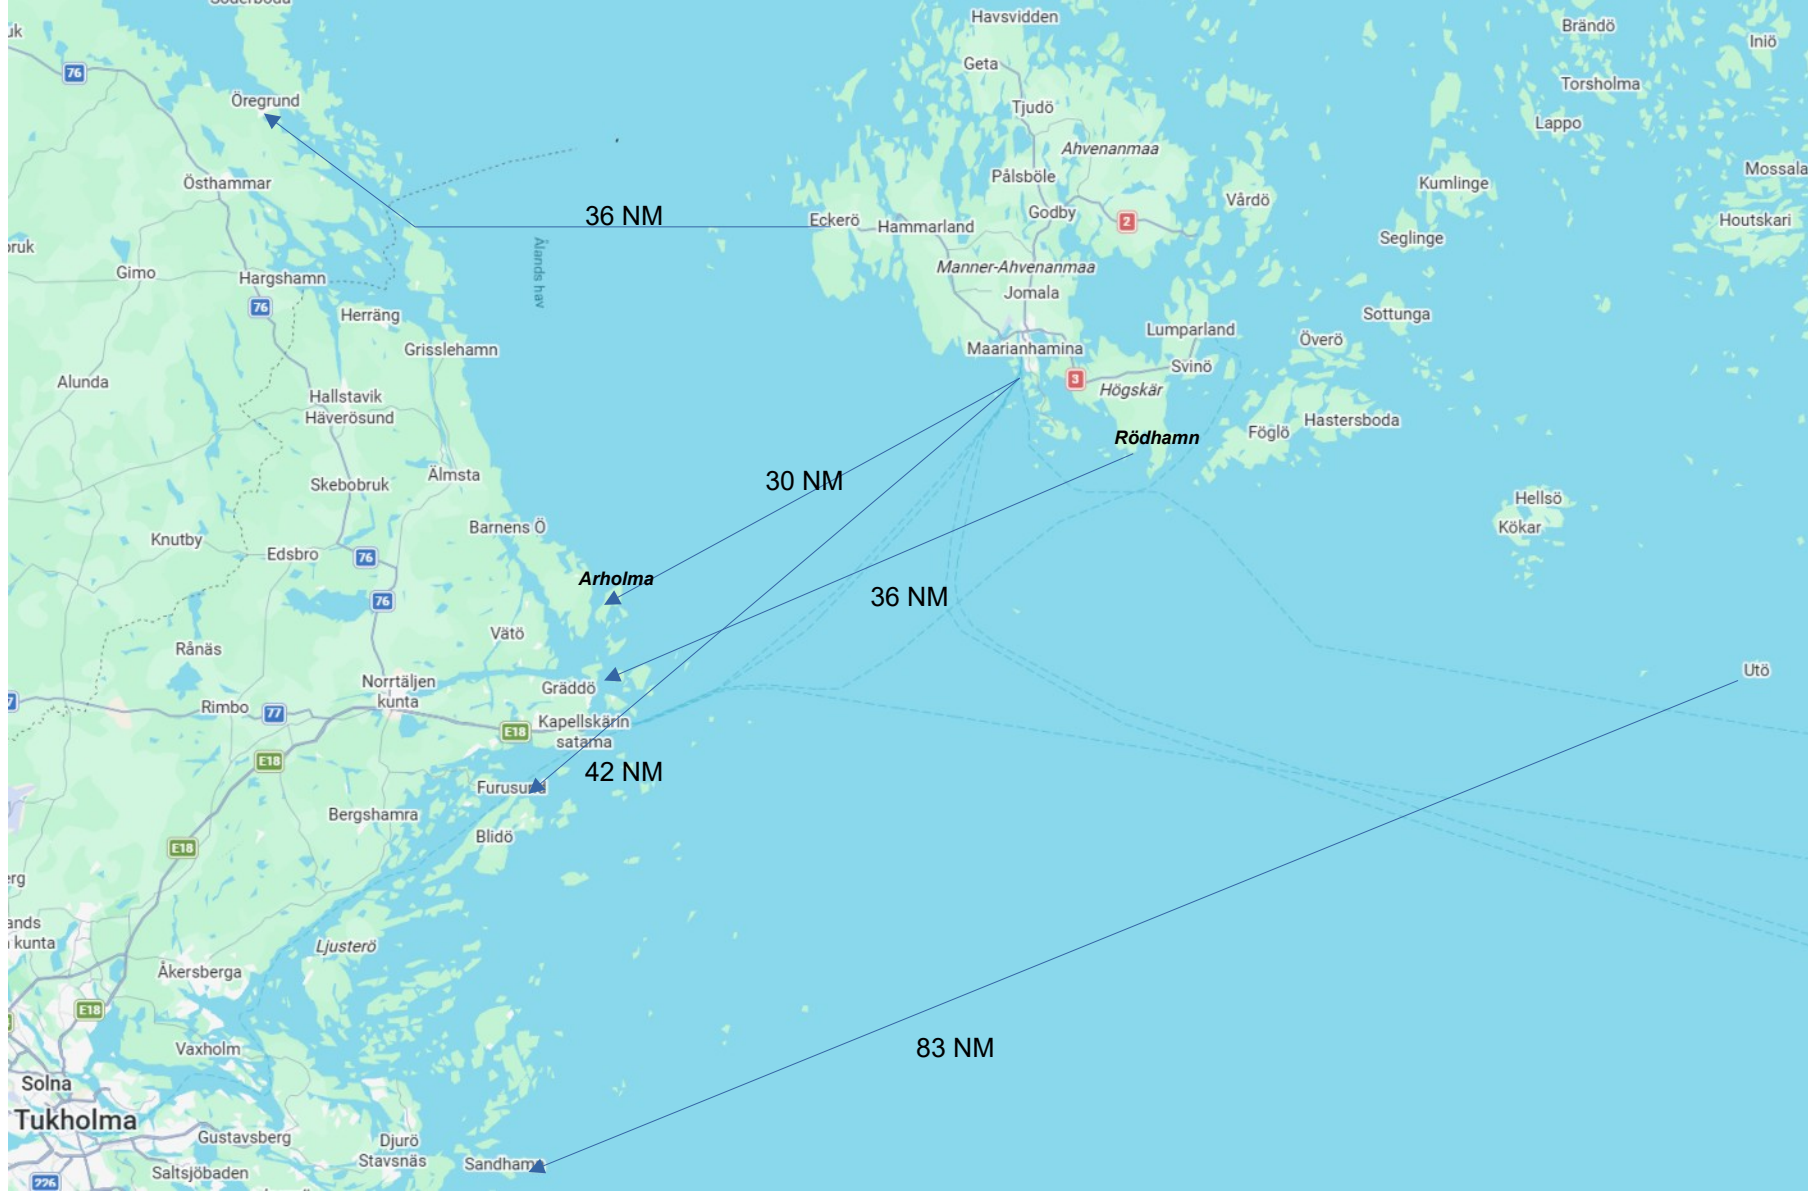 Havsvidden
Brändö
Iniö
Geta
76
Torsholma
Öregrund
Tjudö
Lappo
Ahvenanmaa
Mossala
Pålsböle
Östhammar
Kumlinge
Vårdö
36 NM
Eckerö
Hammarland
Godby
2
Houtskari
Seglinge
Ålands hav
Gimo
Hargshamn
Manner-Ahvenanmaa
Jomala
76
Herräng
Sottunga
Lumparland
Grisslehamn
Maarianhamina
Överö
Svinö
Alunda
3
Högskär
Hallstavik
Häverösund
Hastersboda
Föglö
Rödhamn
Älmsta
30 NM
Skebobruk
Hellsö
Kökar
Barnens Ö
Knutby
Edsbro
76
Arholma
36 NM
76
Vätö
Rånäs
Utö
Norrtäljen
kunta
Gräddö
Rimbo
77
Kapellskärin
satama
E18
E18
42 NM
Furusund
Bergshamra
Blidö
E18
Ljusterö
kunta
Åkersberga
E18
Vaxholm
83 NM
Solna
Tukholma
Gustavsberg
Djurö
Stavsnäs
Sandhamn
Saltsjöbaden
226